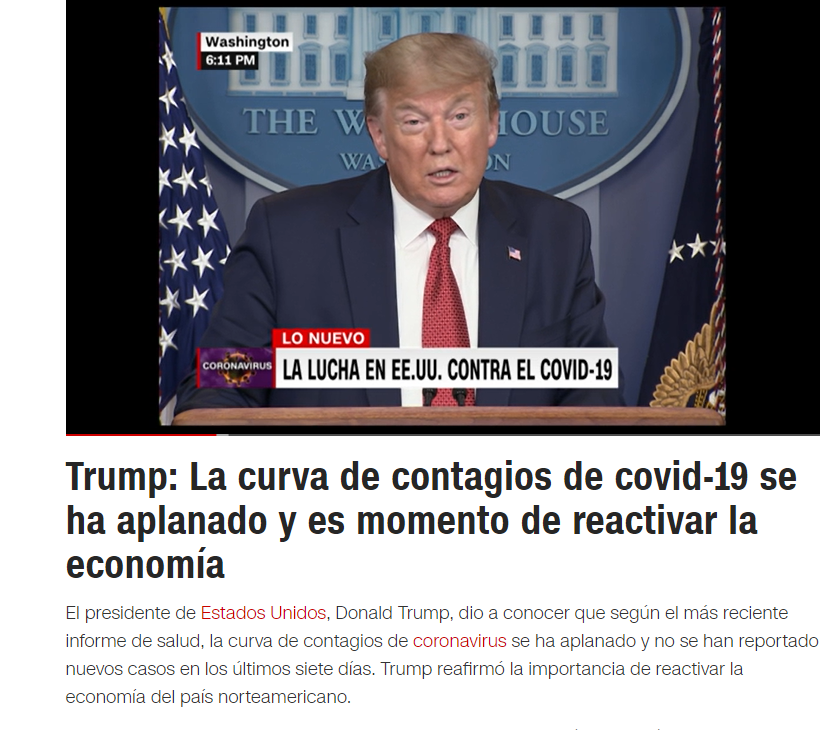 Washington
6:11 PM
THE W HOUSE
WAS ON
LO NUEVO
CORONAVIRUS
LA LUCHA EN EE.UU. CONTRA EL COVID-19
Trump: La curva de contagios de covid-19 se
ha aplanado y es momento de reactivar la
economía
El presidente de Estados Unidos, Donald Trump, dio a conocer que según el más reciente
informe de salud, la curva de contagios de coronavirus se ha aplanado y no se han reportado
nuevos casos en los últimos siete días. Trump reafirmó la importancia de reactivar la
economía del país norteamericano.